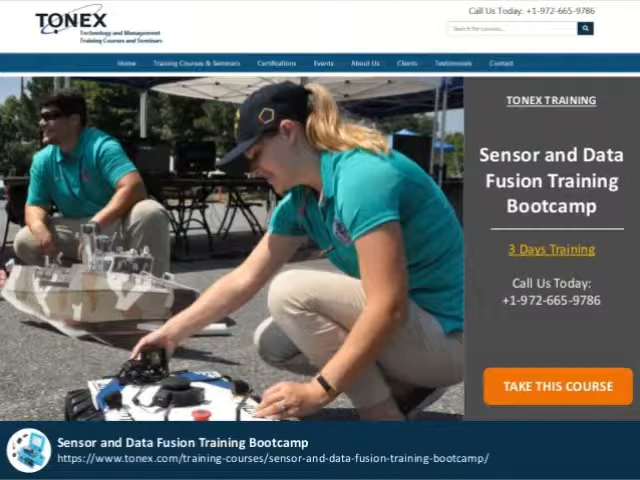 TONEX
Technology and Management
Training Courses and Seminars
Call Us Today: +1-972-665-9786
Search for courses...
Home Training Courses & Seminars Certifications Events About Us Clients Testimonials Contact
TONEX TRAINING
Sensor and Data
Fusion Training
Bootcamp
3 Days Training
Call Us Today:
+1-972-665-9786
TAKE THIS COURSE
Sensor and Data Fusion Training Bootcamp
https://www.tonex.com/training-courses/sensor-and-data-fusion-training-bootcamp/